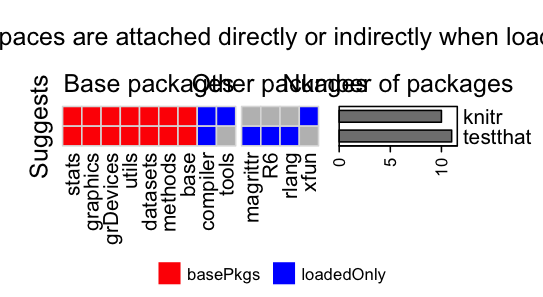 paces are attached directly or indirectly when load
Base packages Other packages Number of packages
Suggests
knitr
testthat
0 5 10
stats
graphics
grDevices
utils
datasets
methods
base
compiler
tools
magrittr
R6
rlang
xfun
basePkgs loadedOnly